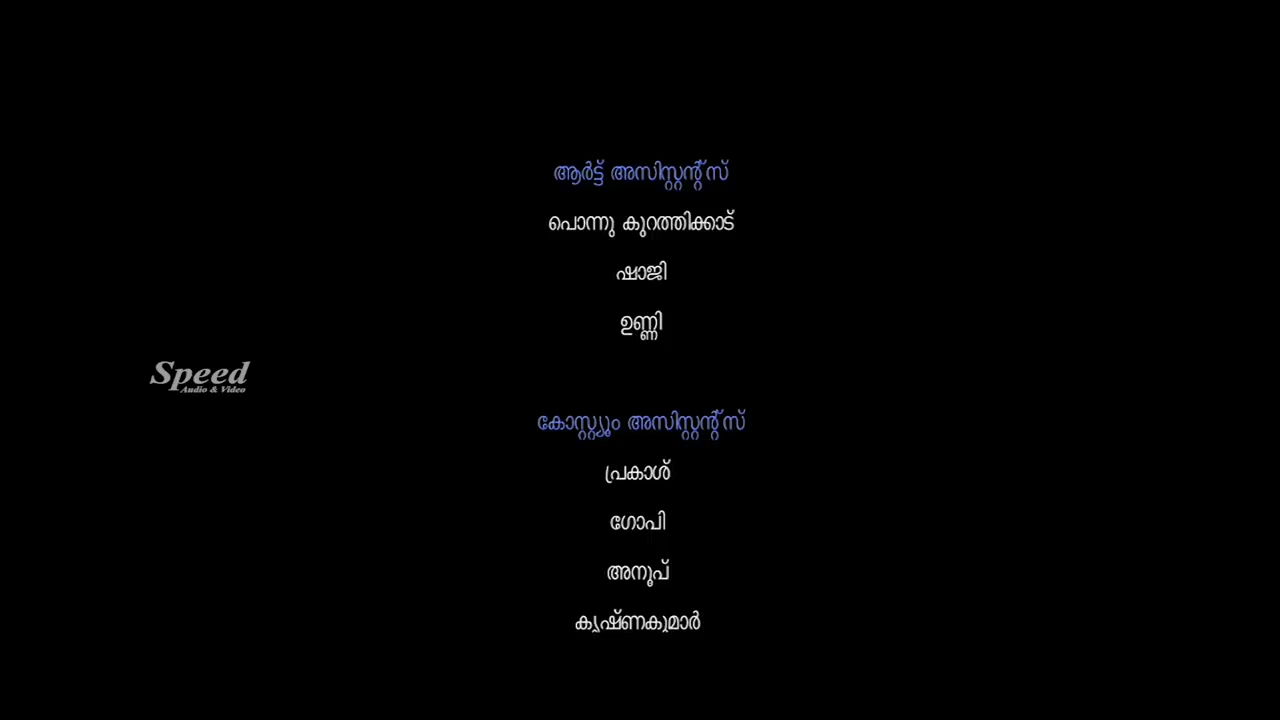 ആർട്ട് അസിസ്റ്റന്റ്സ്
പൊന്നു കുറത്തിക്കാട്
ഷാജി
ഉണ്ണി
Speed
Audio & Video
കോസ്റ്റ്യൂം അസിസ്റ്റന്റ്സ്
പ്രകാശ്
ഗോപി
അനൂപ്
കൃഷ്ണകുമാർ